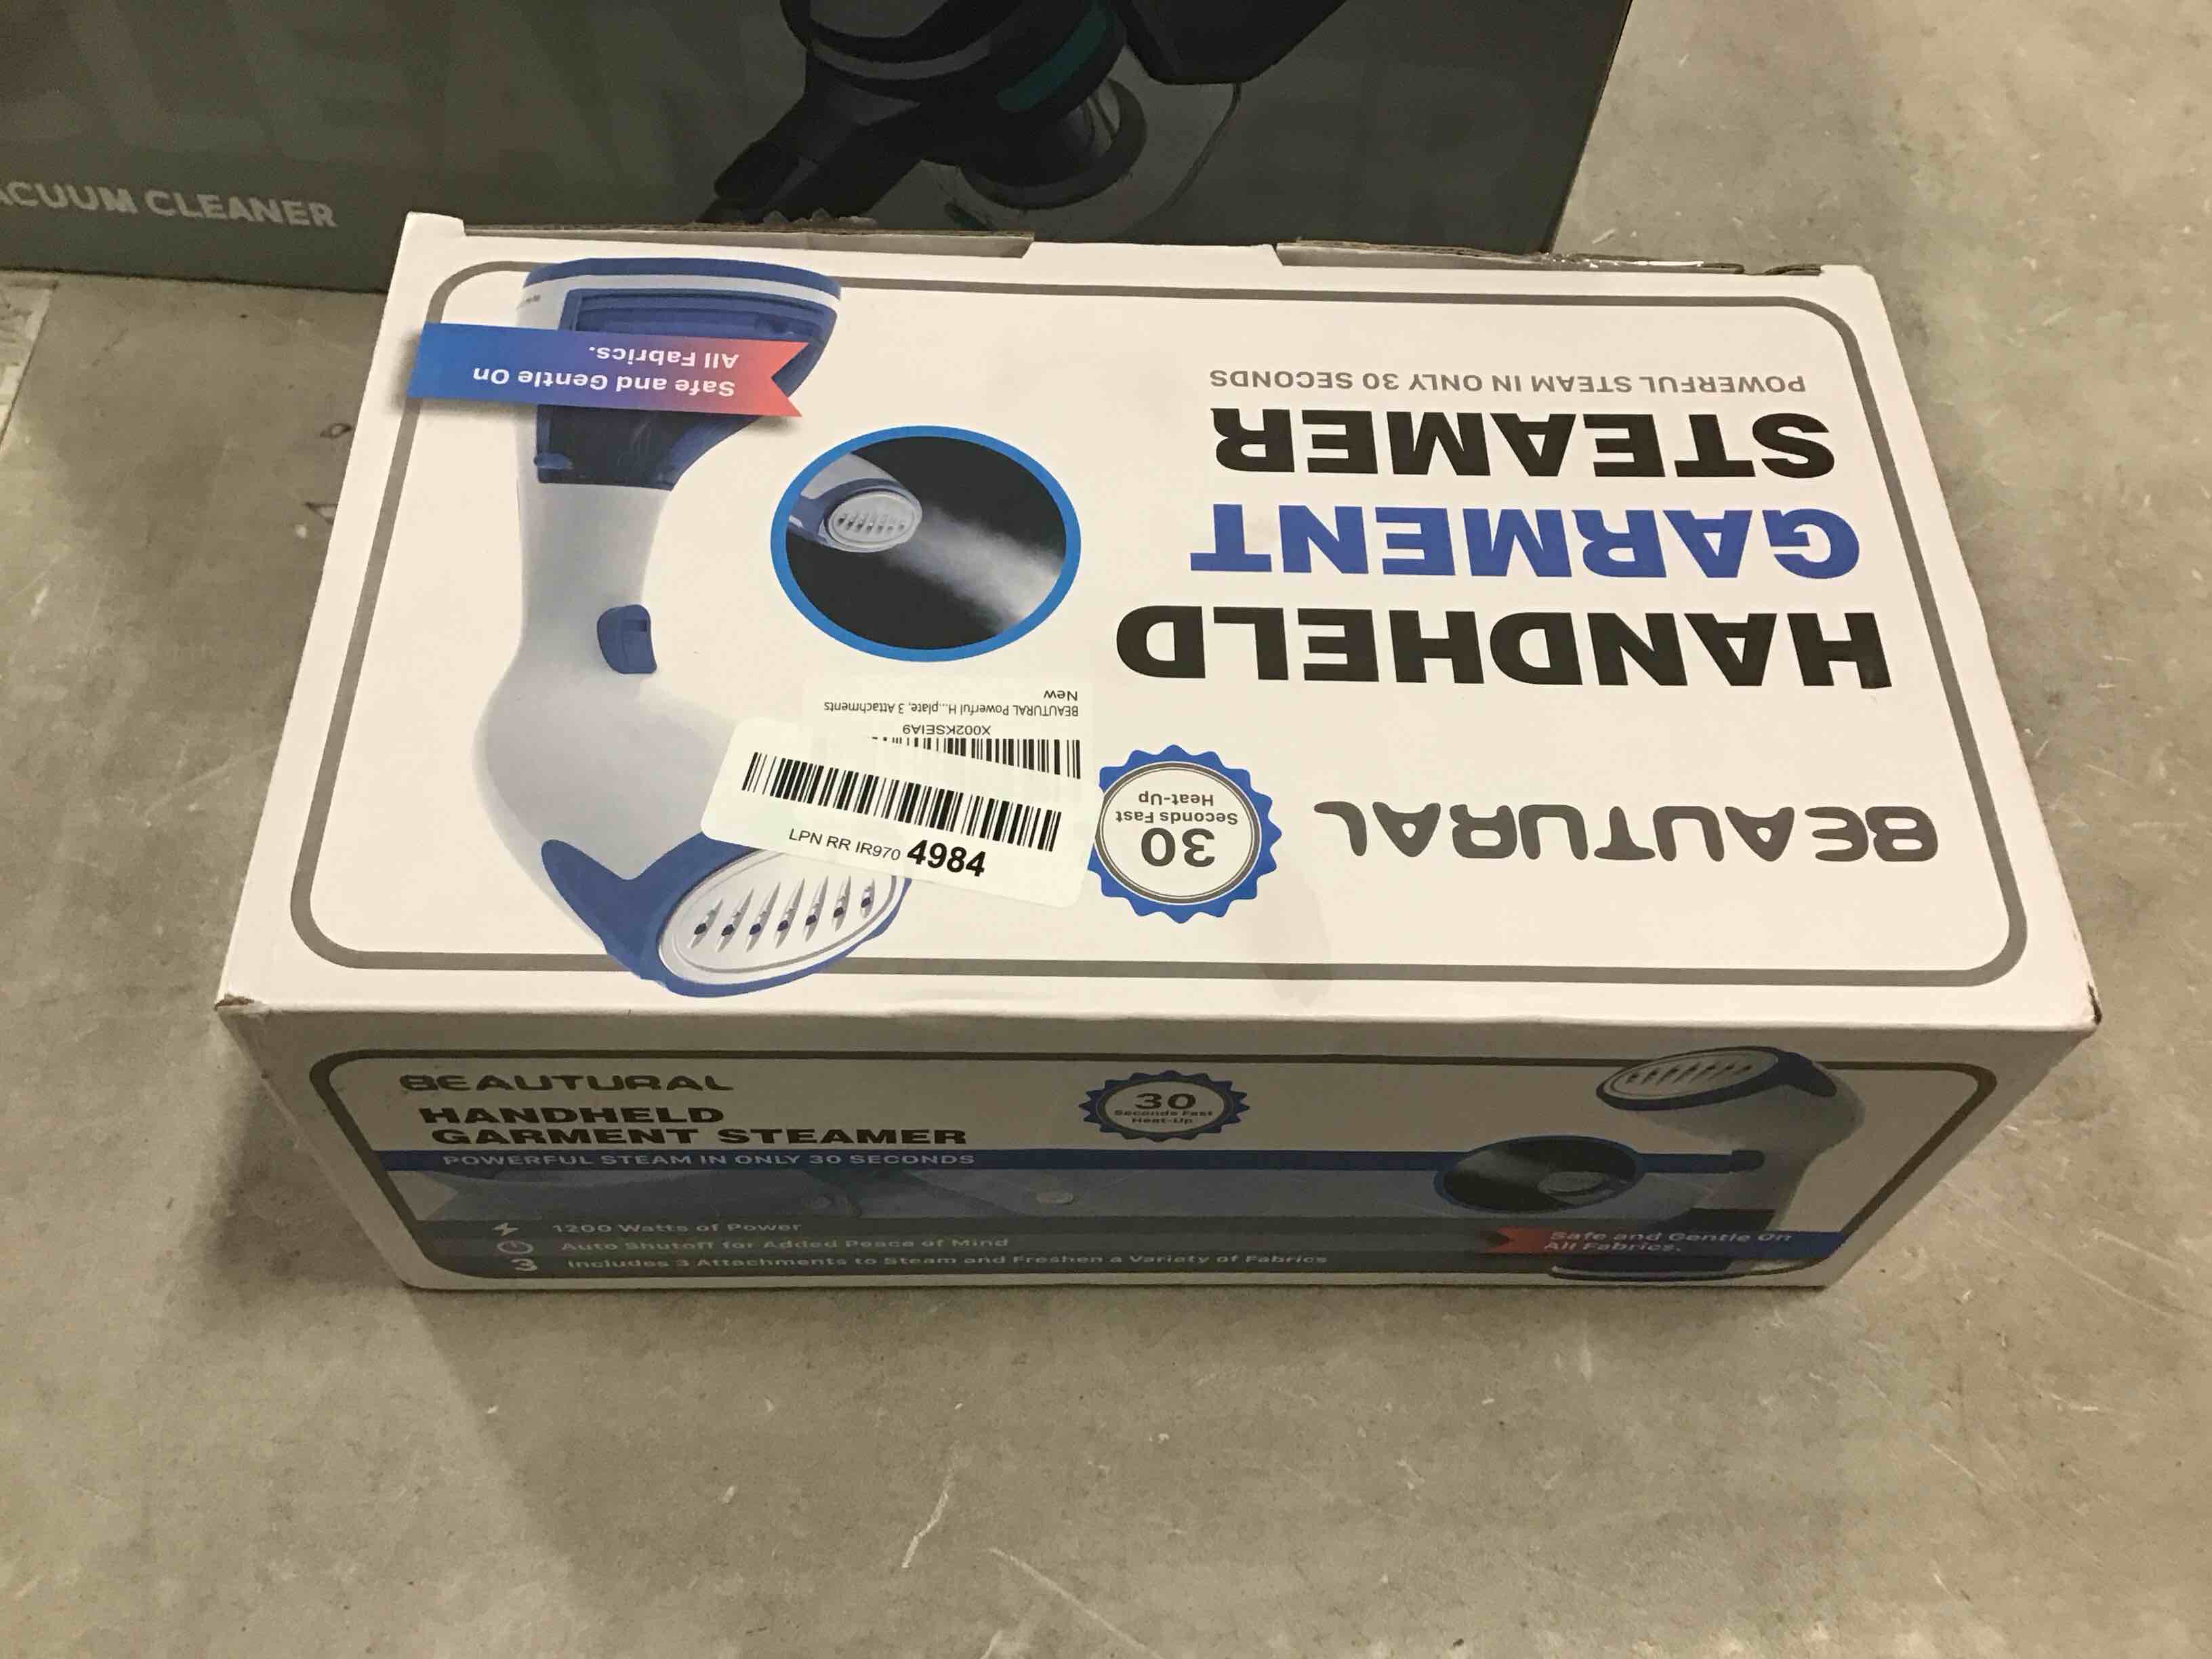 ACUUM CLEANER
BEAUTURAL
HANDHELD
GARMENT
STEAMER
POWERFUL STEAM IN ONLY 30 SECONDS
30
Seconds Fast
Heat-Up
Safe and Gentle On
All Fabrics.
X002KSEIA9
BEAUTURAL Powerful H...plate, 3 Attachments
New
LPN RR IR970 4984
BEAUTURAL
HANDHELD
GARMENT STEAMER
POWERFUL STEAM IN ONLY 30 SECONDS
30
Seconds Fast
Heat-Up
1200 Watts of Power
Auto Shutoff for Added Peace of Mind
3 Includes 3 Attachments to Steam and Freshen a Variety of Fabrics
Safe and Gentle On
All Fabrics.